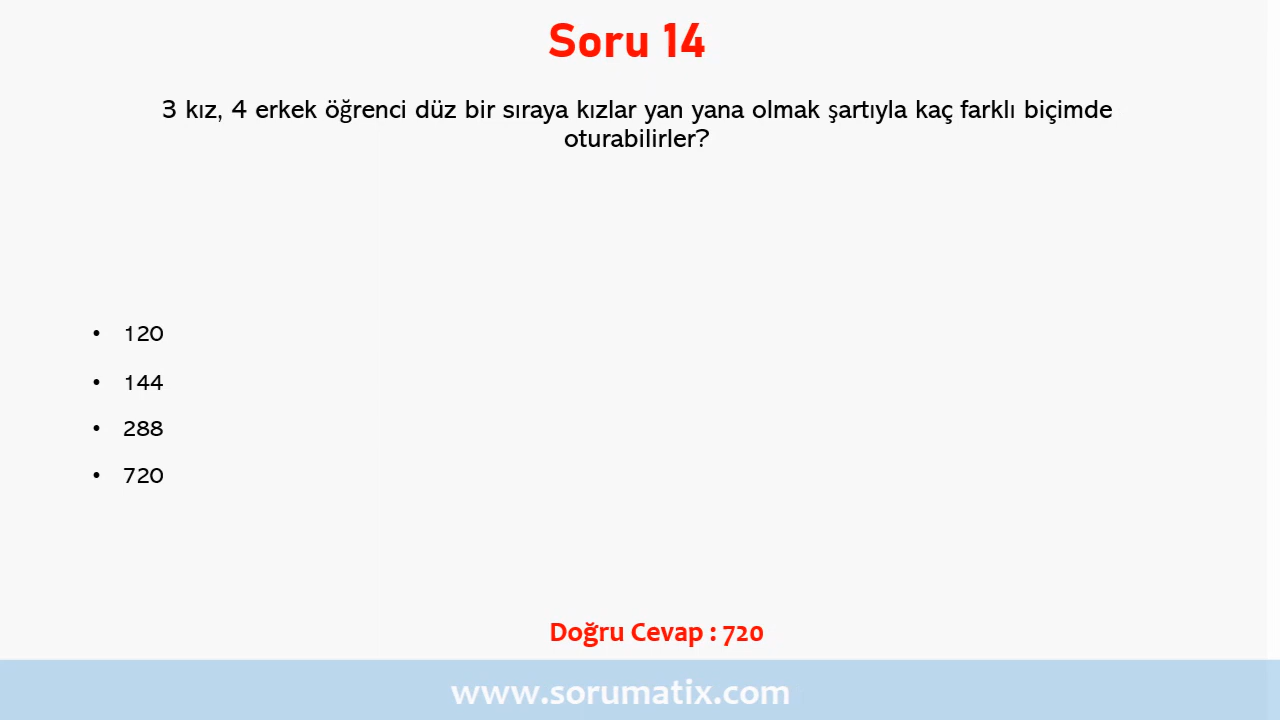 Soru 14
3 kız, 4 erkek öğrenci düz bir sıraya kızlar yan yana olmak şartıyla kaç farklı biçimde
oturabilirler?
• 120
• 144
• 288
• 720
Doğru Cevap : 720
www.sorumatix.com